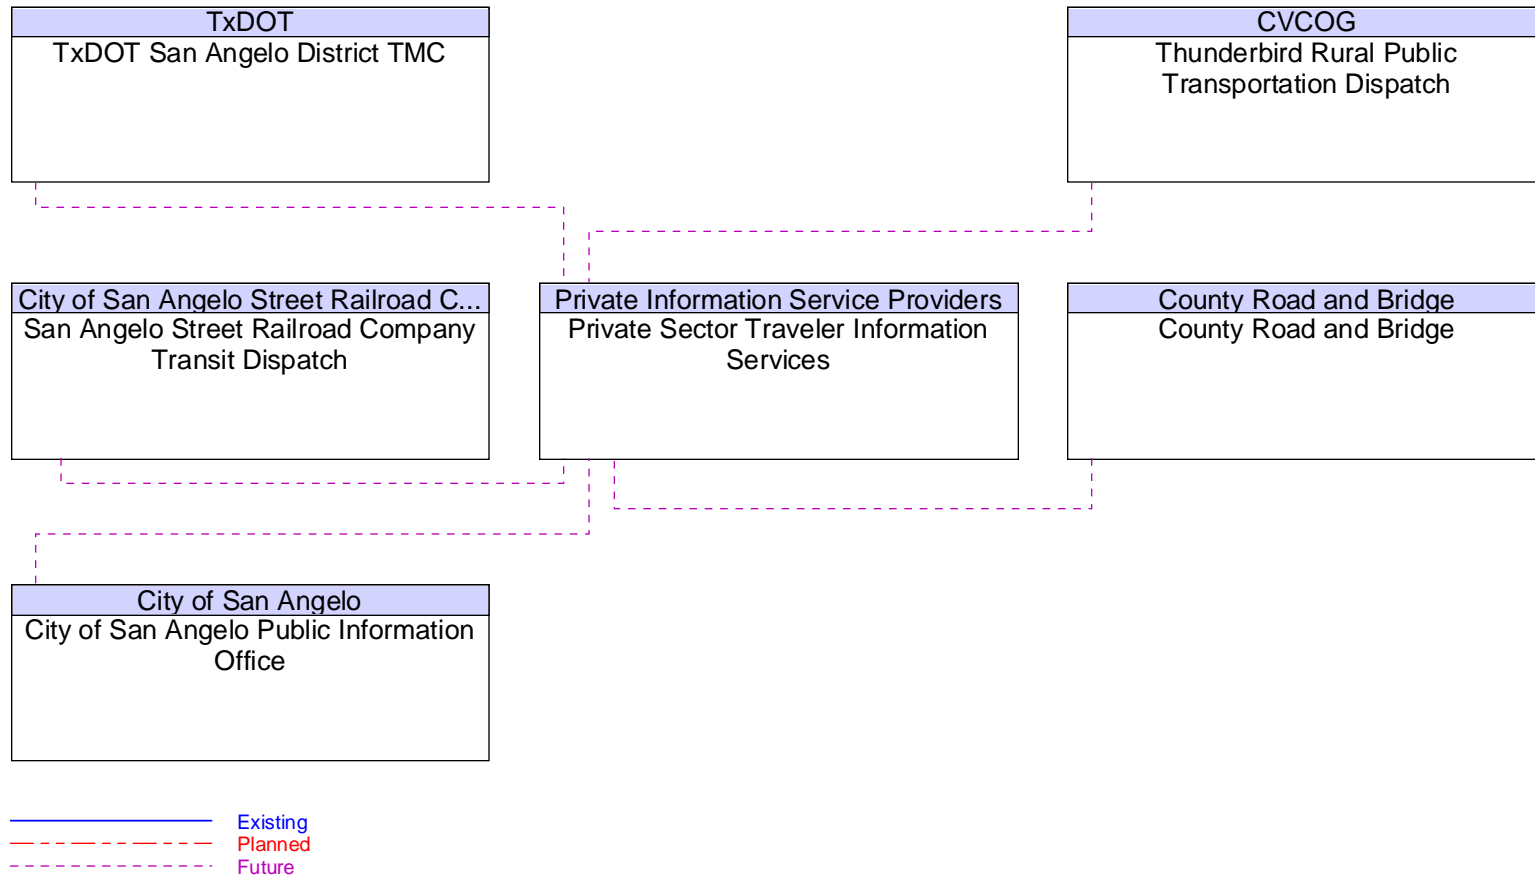 TxDOT
TxDOT San Angelo District TMC
CVCOG
Thunderbird Rural Public
Transportation Dispatch
City of San Angelo Street Railroad C...
San Angelo Street Railroad Company
Transit Dispatch
Private Information Service Providers
Private Sector Traveler Information
Services
County Road and Bridge
County Road and Bridge
City of San Angelo
City of San Angelo Public Information
Office
Existing
Planned
Future